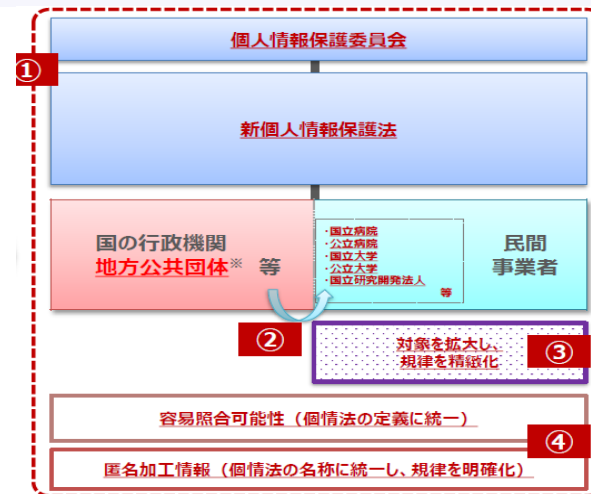 個人情報保護委員会
①
新個人情報保護法
国の行政機関
地方公共団体※ 等
・国立病院
・公立病院
・国立大学
・公立大学
・国立研究開発法人
等
民間
事業者
②
対象を拡大し、
規律を精緻化
③
容易照合可能性（個情法の定義に統一）
④
匿名加工情報（個情法の名称に統一し、規律を明確化）